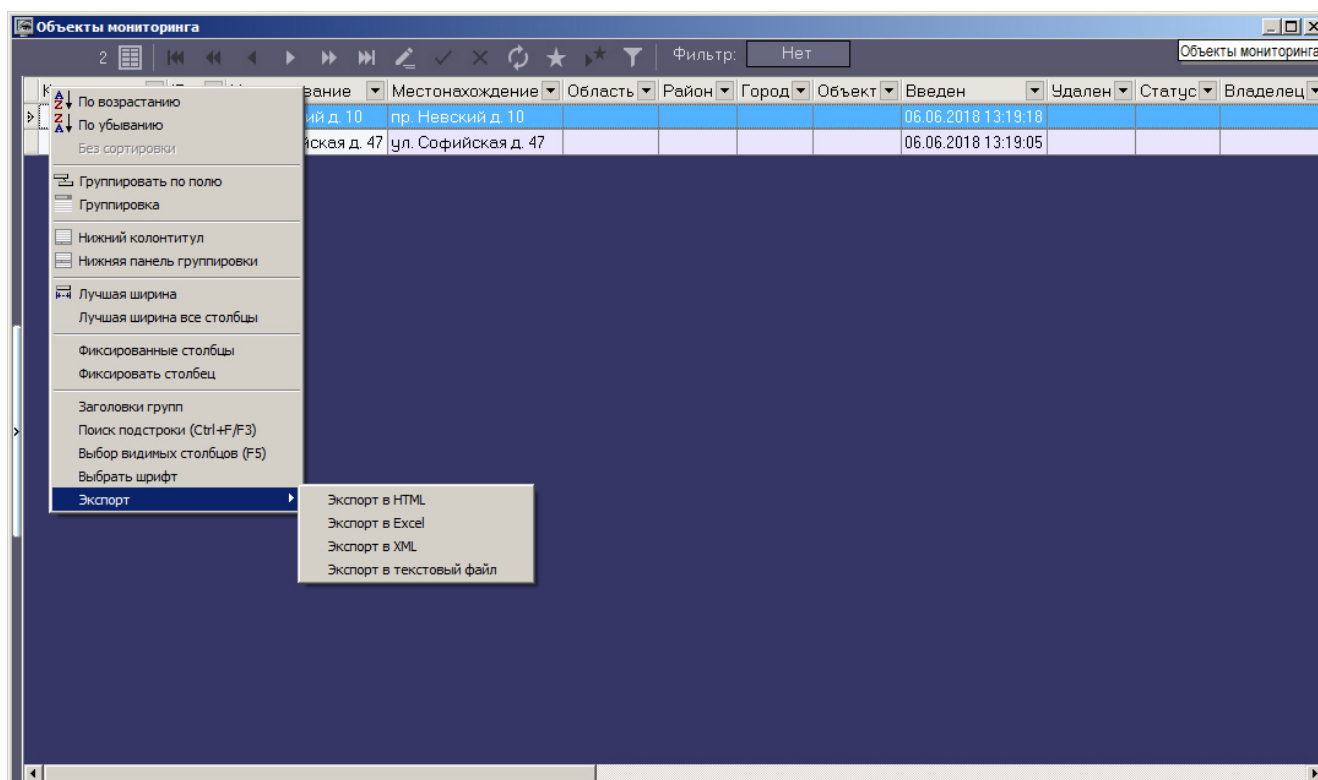 Объекты мониторинга
2 Фильтр: Нет
Объекты мониторинга
Местонахождение Область Район Город Объект Введен Удален Статус Владелец
пр. Невский д. 10 06.06.2018 13:19:18
д. 47 ул. Софийская д. 47 06.06.2018 13:19:05
По возрастанию
По убыванию
Без сортировки
Группировать по полю
Группировка
Нижний колонтитул
Нижняя панель группировки
Лучшая ширина
Лучшая ширина все столбцы
Фиксированные столбцы
Фиксировать столбец
Заголовки групп
Поиск подстроки (Ctrl+F/F3)
Выбор видимых столбцов (F5)
Выбрать шрифт
Экспорт
Экспорт в HTML
Экспорт в Excel
Экспорт в XML
Экспорт в текстовый файл